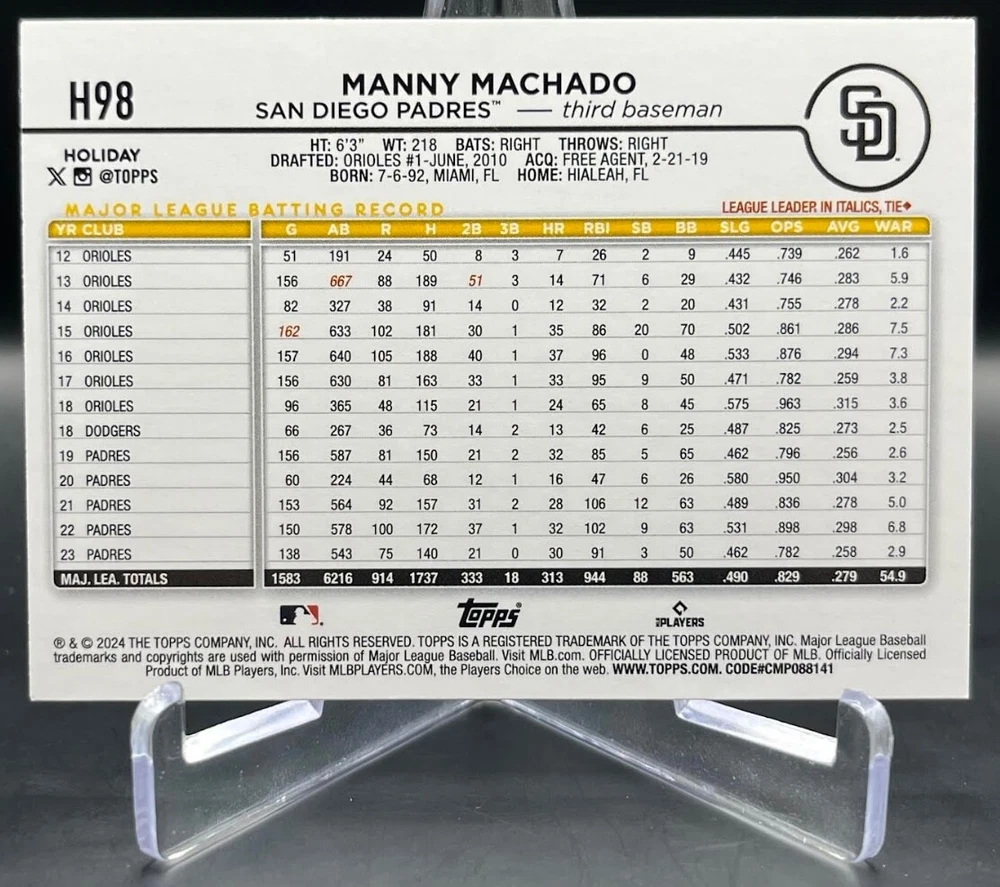 H98
MANNY MACHADO
SAN DIEGO PADRES™ — third baseman
SD
HOLIDAY
X @TOPPS
HT: 6'3" WT: 218 BATS: RIGHT THROWS: RIGHT
DRAFTED: ORIOLES #1-JUNE, 2010 ACQ: FREE AGENT, 2-21-19
BORN: 7-6-92, MIAMI, FL HOME: HIALEAH, FL
MAJOR LEAGUE BATTING RECORD LEAGUE LEADER IN ITALICS, TIE◆
YR CLUB G AB R H 2B 3B HR RBI SB BB SLG OPS AVG WAR
12 ORIOLES 51 191 24 50 8 3 7 26 2 9 .445 .739 .262 1.6
13 ORIOLES 156 667 88 189 51 3 14 71 6 29 .432 .746 .283 5.9
14 ORIOLES 82 327 38 91 14 0 12 32 2 20 .431 .755 .278 2.2
15 ORIOLES 162 633 102 181 30 1 35 86 20 70 .502 .861 .286 7.5
16 ORIOLES 157 640 105 188 40 1 37 96 0 48 .533 .876 .294 7.3
17 ORIOLES 156 630 81 163 33 1 33 95 9 50 .471 .782 .259 3.8
18 ORIOLES 96 365 48 115 21 1 24 65 8 45 .575 .963 .315 3.6
18 DODGERS 66 267 36 73 14 2 13 42 6 25 .487 .825 .273 2.5
19 PADRES 156 587 81 150 21 2 32 85 5 65 .462 .796 .256 2.6
20 PADRES 60 224 44 68 12 1 16 47 6 26 .580 .950 .304 3.2
21 PADRES 153 564 92 157 31 2 28 106 12 63 .489 .836 .278 5.0
22 PADRES 150 578 100 172 37 1 32 102 9 63 .531 .898 .298 6.8
23 PADRES 138 543 75 140 21 0 30 91 3 50 .462 .782 .258 2.9
MAJ. LEA. TOTALS 1583 6216 914 1737 333 18 313 944 88 563 .490 .829 .279 54.9
Topps® MLBPLAYERS
® & © 2024 THE TOPPS COMPANY, INC. ALL RIGHTS RESERVED. TOPPS IS A REGISTERED TRADEMARK OF THE TOPPS COMPANY, INC. Major League Baseball
trademarks and copyrights are used with permission of Major League Baseball. Visit MLB.com. OFFICIALLY LICENSED PRODUCT OF MLB. Officially Licensed
Product of MLB Players, Inc. Visit MLBPLAYERS.COM, the Players Choice on the web. WWW.TOPPS.COM. CODE#CMP088141